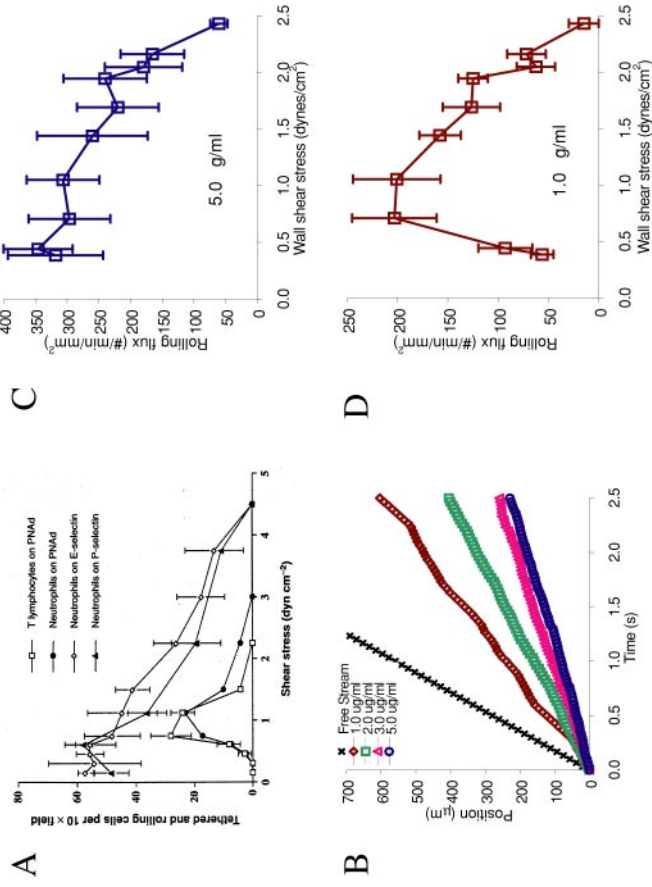 A
Tethered and rolling cells per 10 × field
80
60
40
20
0
T lymphocytes on PNAd
Neutrophils on PNAd
Neutrophils on E-selectin
Neutrophils on P-selectin
0 1 2 3 4 5
Shear stress (dyn cm⁻²)
C
Rolling flux (#/min/mm²)
400
350
300
250
200
150
100
50
0
5.0 g/ml
0.0 0.5 1.0 1.5 2.0 2.5
Wall shear stress (dynes/cm²)
B
Position (μm)
700
600
500
400
300
200
100
0
Free Stream
1.0 ug/ml
2.0 ug/ml
3.0 ug/ml
5.0 ug/ml
0.0 0.5 1.0 1.5 2.0 2.5
Time (s)
D
Rolling flux (#/min/mm²)
250
200
150
100
50
0
1.0 g/ml
0.0 0.5 1.0 1.5 2.0 2.5
Wall shear stress (dynes/cm²)